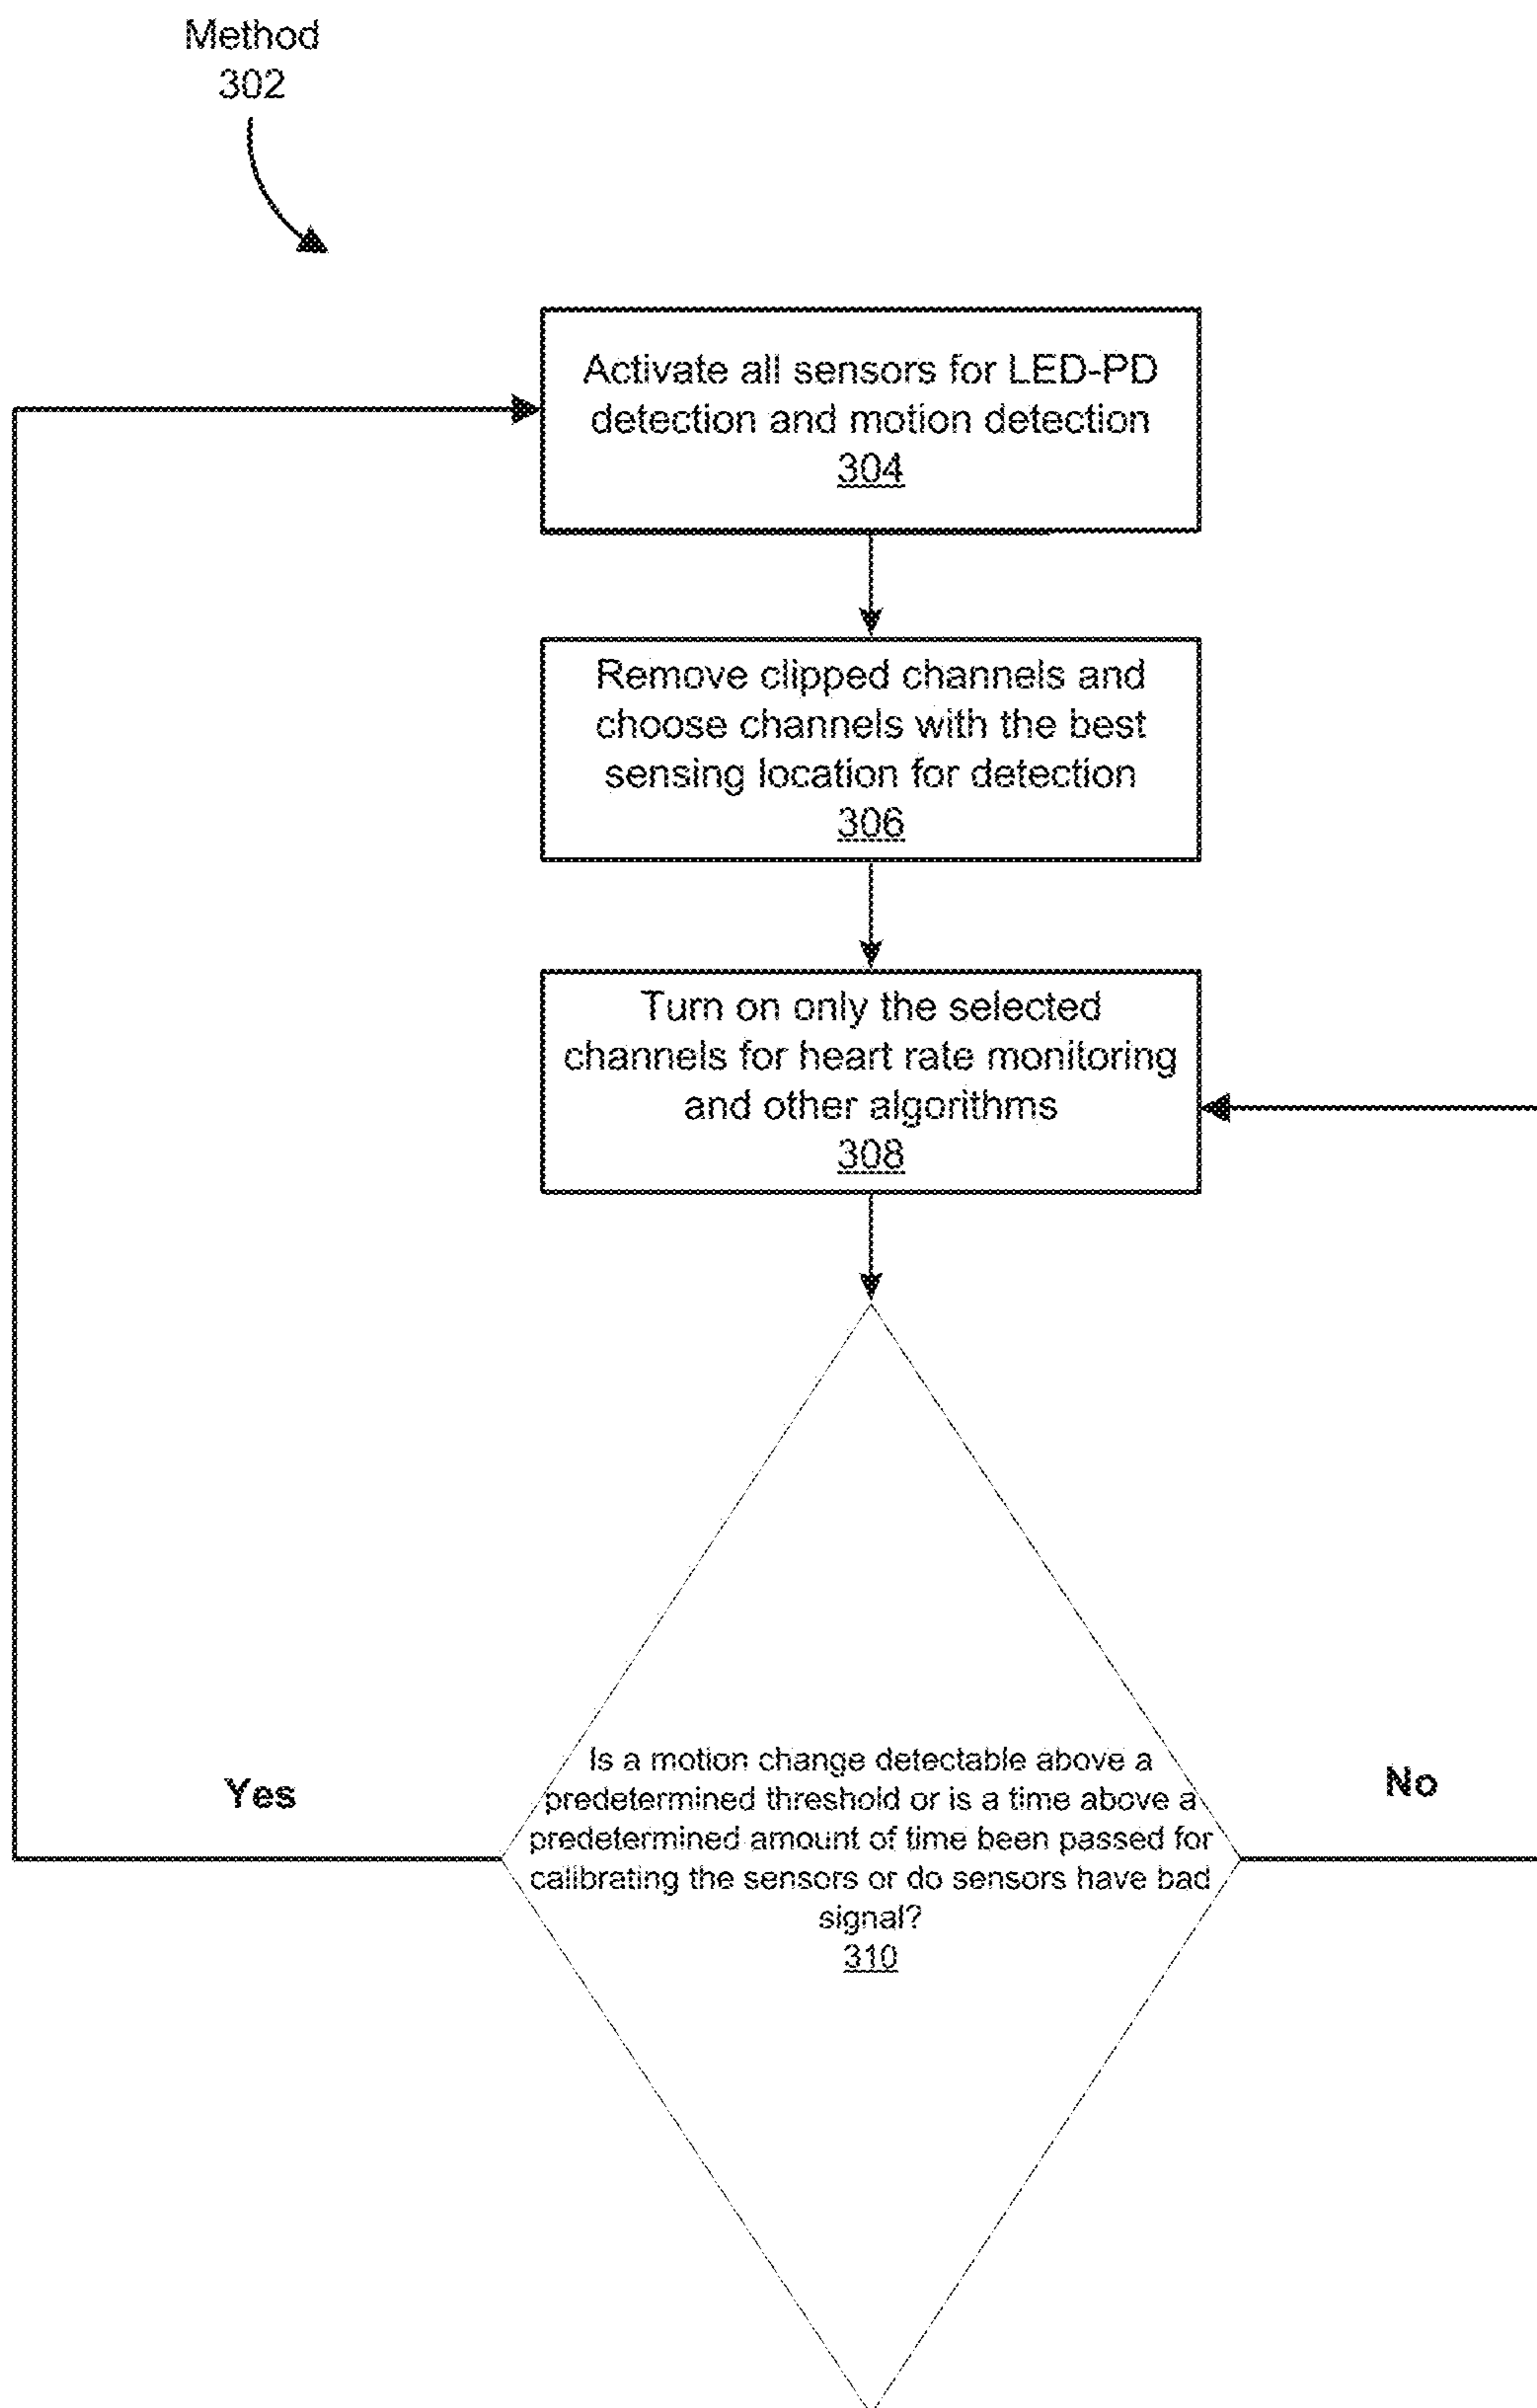 Method
302
Activate all sensors for LED-PD
detection and motion detection
304
Remove clipped channels and
choose channels with the best
sensing location for detection
306
Turn on only the selected
channels for heart rate monitoring
and other algorithms
308
Is a motion change detectable above a
predetermined threshold or is a time above a
predetermined amount of time been passed for
calibrating the sensors or do sensors have bad
signal?
310
Yes
No